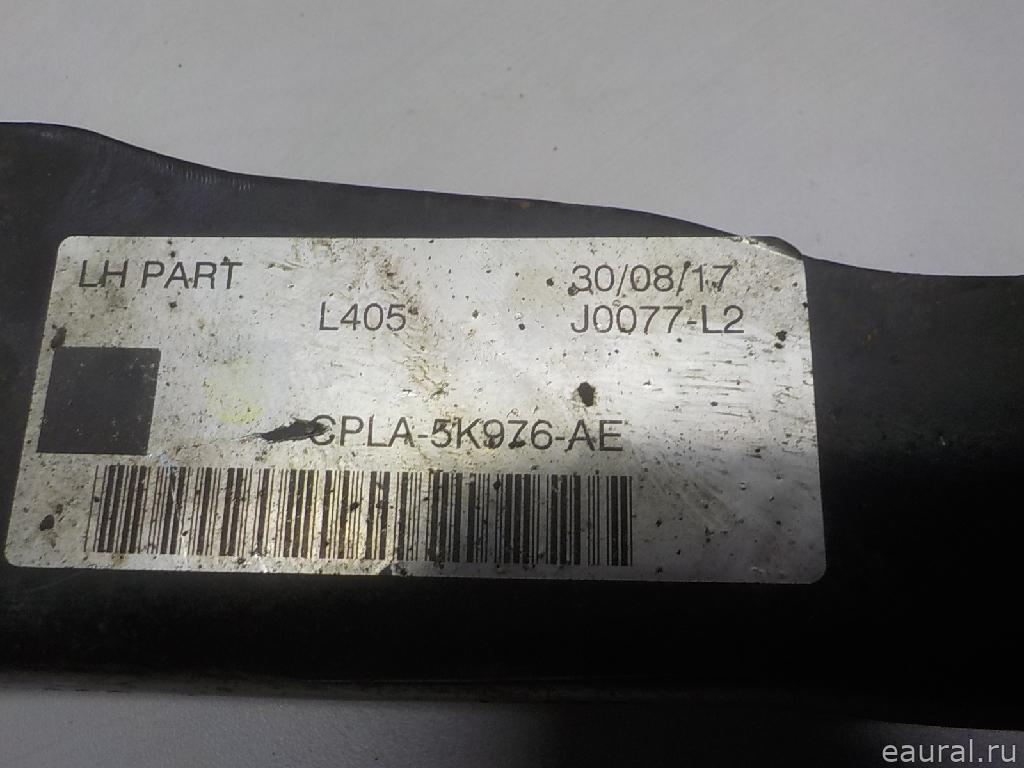 LH PART 30/08/17
L405 J0077-L2
CPLA-5K976-AE
eaural.ru